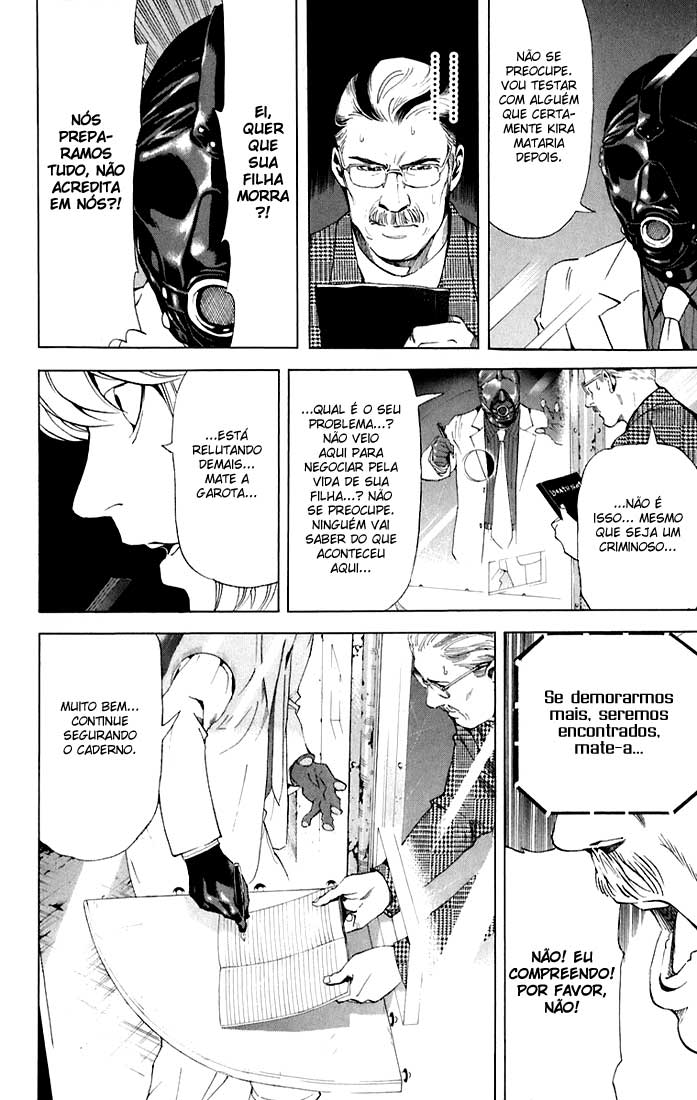 NÃO SE
PREOCUPE.
VOU TESTAR
COM ALGUÉM
QUE CERTA-
MENTE KIRA
MATARIA
DEPOIS.
!!
EI,
QUER
QUE SUA
FILHA
MORRA
?!
NÓS
PREPA-
RAMOS
TUDO, NÃO
ACREDITA
EM NÓS?!
...NÃO É
ISSO... MESMO
QUE SEJA UM
CRIMINOSO...
DEATH NOTE
...QUAL É O SEU
PROBLEMA...?
NÃO VEIO
AQUI PARA
NEGOCIAR PELA
VIDA DE SUA
FILHA...? NÃO SE
PREOCUPE.
NINGUÉM VAI
SABER DO QUE
ACONTECEU
AQUI...
...ESTÁ
RELUTANDO
DEMAIS...
MATE A
GAROTA...
Se demorarmos
mais, seremos
encontrados,
mate-a...
NÃO! EU
COMPREENDO!
POR FAVOR,
NÃO!
MUITO BEM...
CONTINUE
SEGURANDO
O CADERNO.